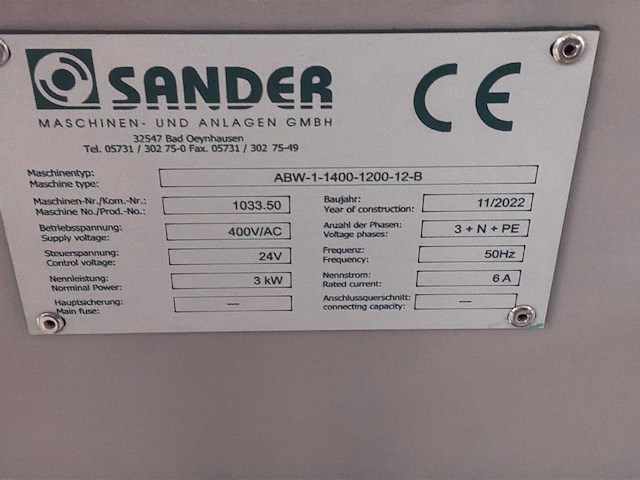 SANDER
MASCHINEN- UND ANLAGEN GMBH
32547 Bad Oeynhausen
Tel. 05731 / 302 75-0 Fax. 05731 / 302 75-49
CE
Maschinentyp:
Machine type:
ABW-1-1400-1200-12-B
Maschinen-Nr./Kom.-Nr.:
Maschine No./Prod.-No.:
1033.50
Baujahr:
Year of construction:
11/2022
Betriebsspannung:
Supply voltage:
400V/AC
Anzahl der Phasen:
Voltage phases:
3 + N + PE
Steuerspannung:
Control voltage:
24V
Frequenz:
Frequency:
50Hz
Nennleistung:
Norminal Power:
3 kW
Nennstrom:
Rated current:
6 A
Hauptsicherung:
Main fuse:
—
Anschlussquerschnitt:
connecting capacity:
—